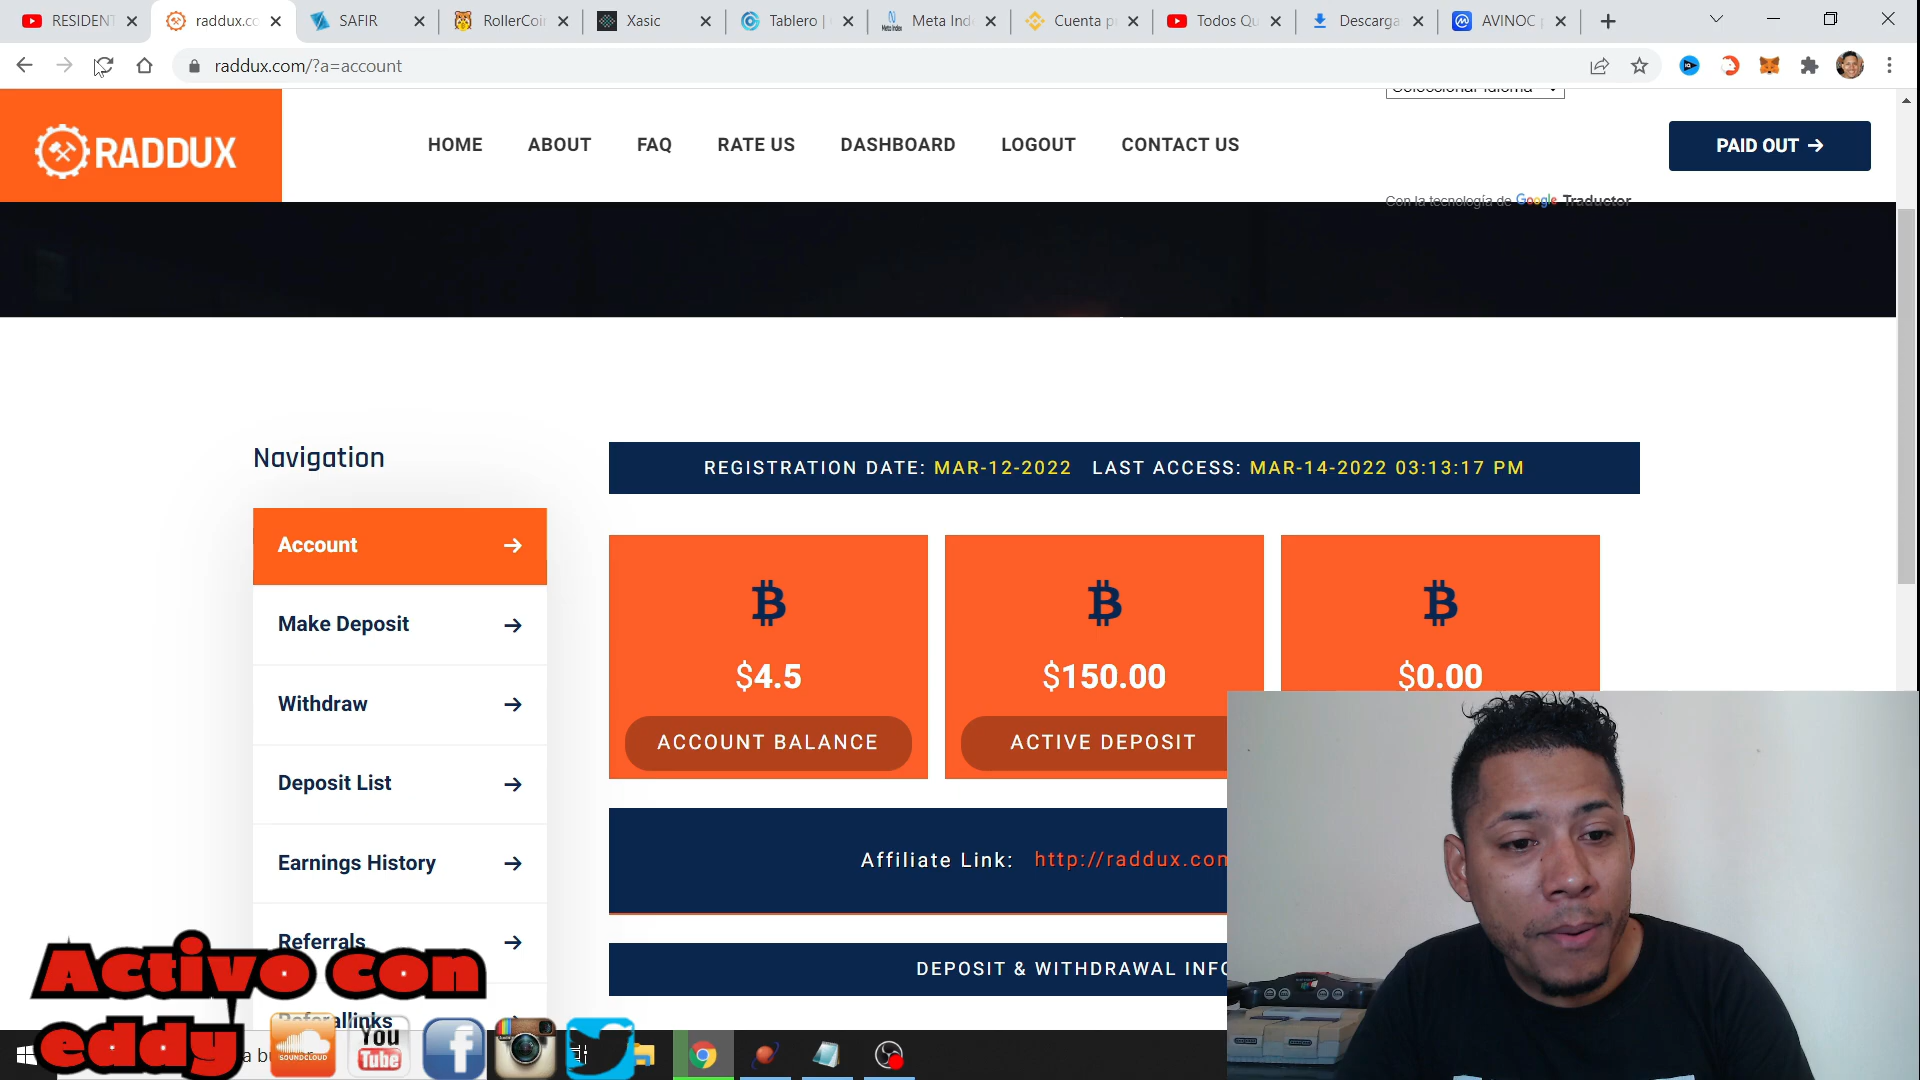 RESIDENT
raddux.co
SAFIR
RollerCoi
Xasic
Tablero |
Meta Ind
Cuenta p
Todos Qu
Descarga
AVINOC p
raddux.com/?a=account
RADDUX
HOME
ABOUT
FAQ
RATE US
DASHBOARD
LOGOUT
CONTACT US
Seleccionar idioma
PAID OUT →
Con la tecnología de Google Traductor
Navigation
REGISTRATION DATE: MAR-12-2022 LAST ACCESS: MAR-14-2022 03:13:17 PM
Account
Make Deposit
Withdraw
Deposit List
Earnings History
Referrals
$4.5
ACCOUNT BALANCE
$150.00
ACTIVE DEPOSIT
$0.00
Affiliate Link: http://raddux.com
DEPOSIT & WITHDRAWAL INFO
Activo con
eddy
SOUNDCLOUD
You
Tube